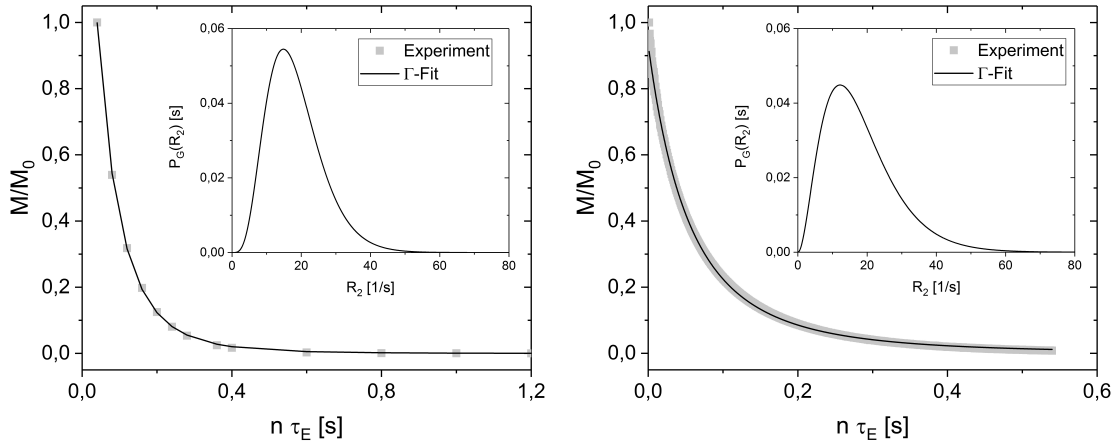 1,0
0,8
0,6
0,4
0,2
0,0
M/M0
0,0 0,4 0,8 1,2
n τE [s]
0,06
0,04
0,02
0,00
PG(R2) [s]
0 20 40 60 80
R2 [1/s]
Experiment
Γ-Fit
1,0
0,8
0,6
0,4
0,2
0,0
M/M0
0,0 0,2 0,4 0,6
n τE [s]
0,06
0,04
0,02
0,00
PG(R2) [s]
0 20 40 60 80
R2 [1/s]
Experiment
Γ-Fit